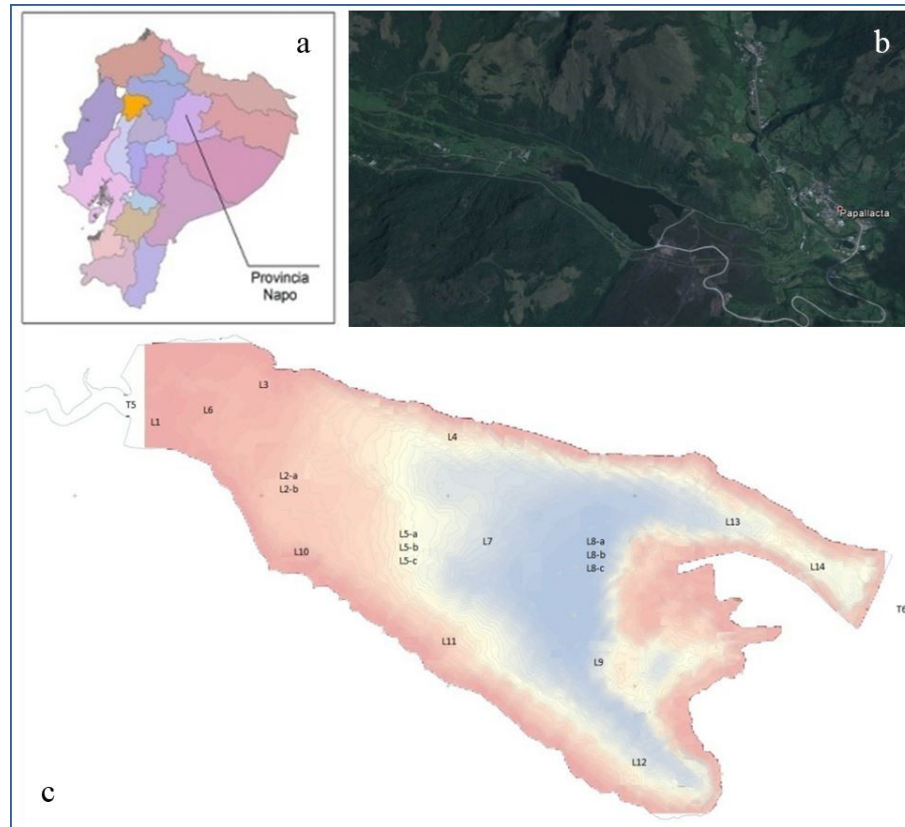 a
b
Provincia
Napo
Papallacta
L3
T5
L6
L1
L4
L2-a
L2-b
L13
L5-a
L5-b
L5-c
L7
L8-a
L8-b
L8-c
L10
L14
T6
L11
L9
L12
c